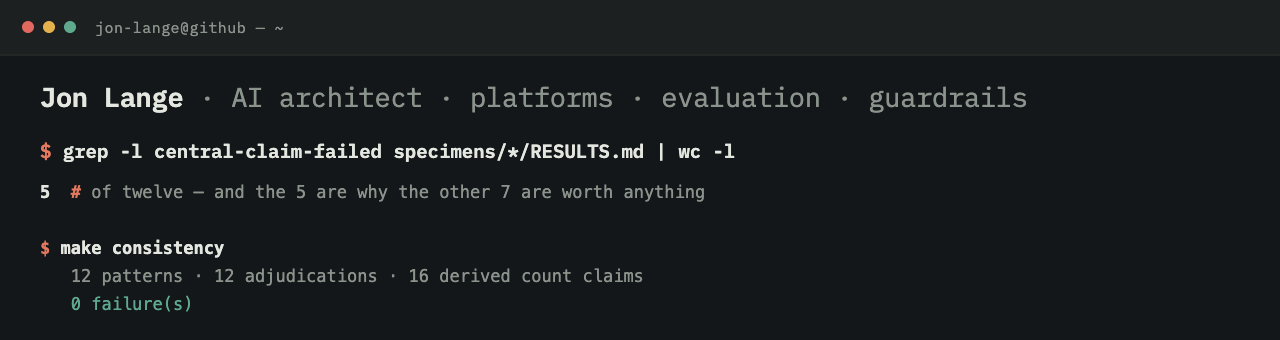 jon-lange@github — ~
Jon Lange · AI architect · platforms · evaluation · guardrails
$ grep -l central-claim-failed specimens/*/RESULTS.md | wc -l
5 # of twelve — and the 5 are why the other 7 are worth anything
$ make consistency
12 patterns · 12 adjudications · 16 derived count claims
0 failure(s)